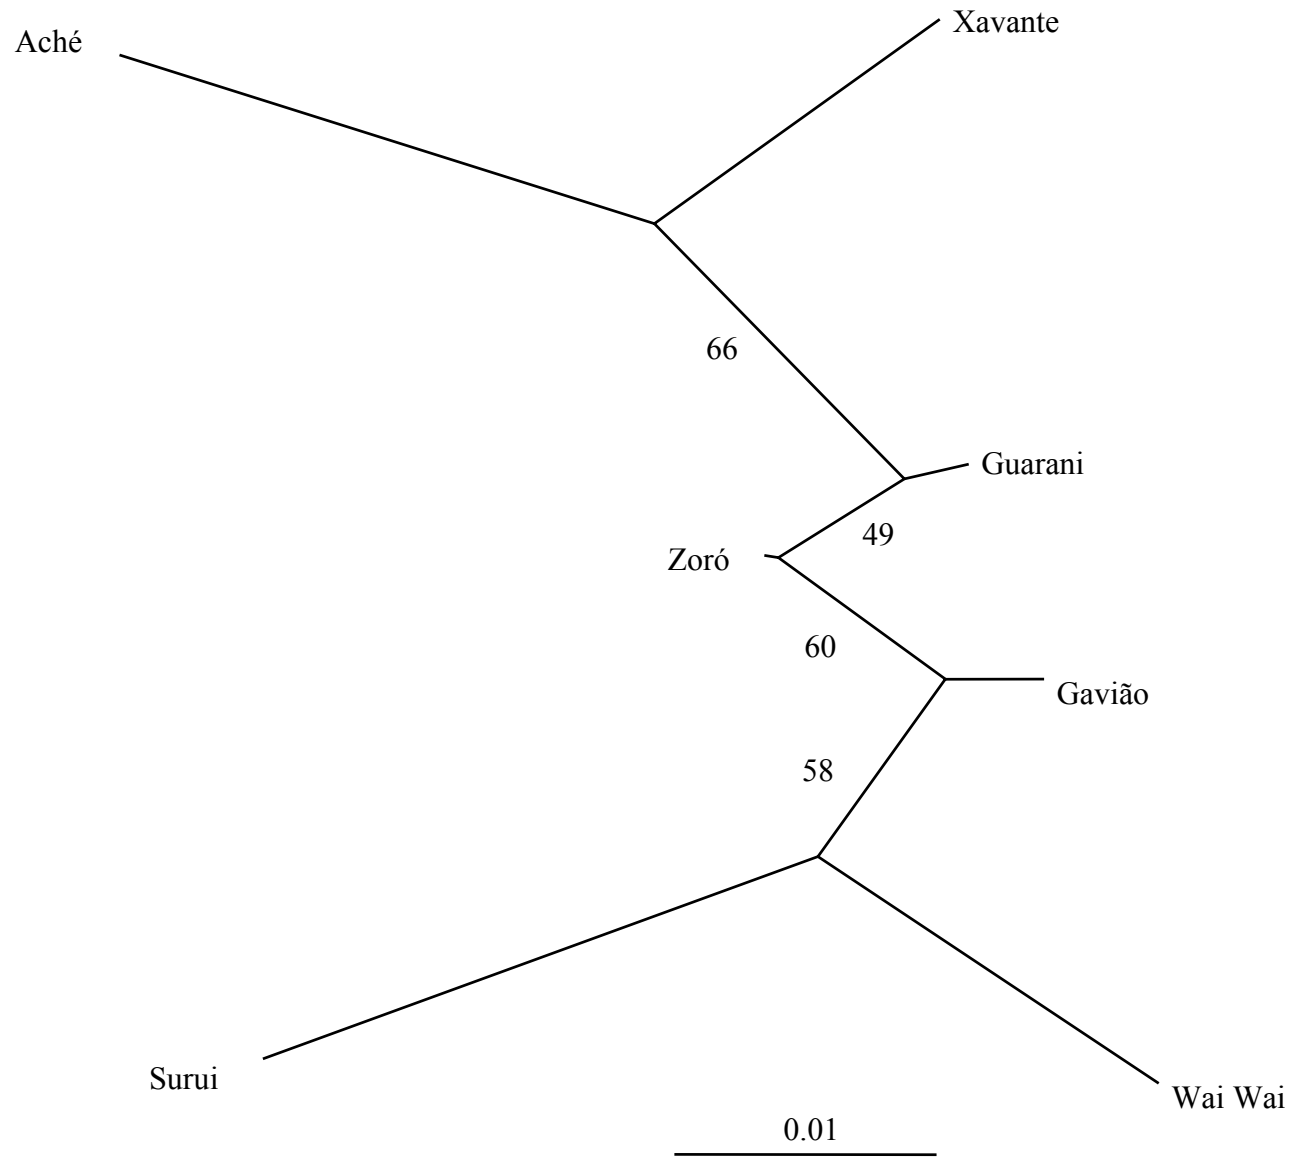 Xavante
Aché
66
Guarani
49
Zoró
60
Gavião
58
Surui
Wai Wai
0.01